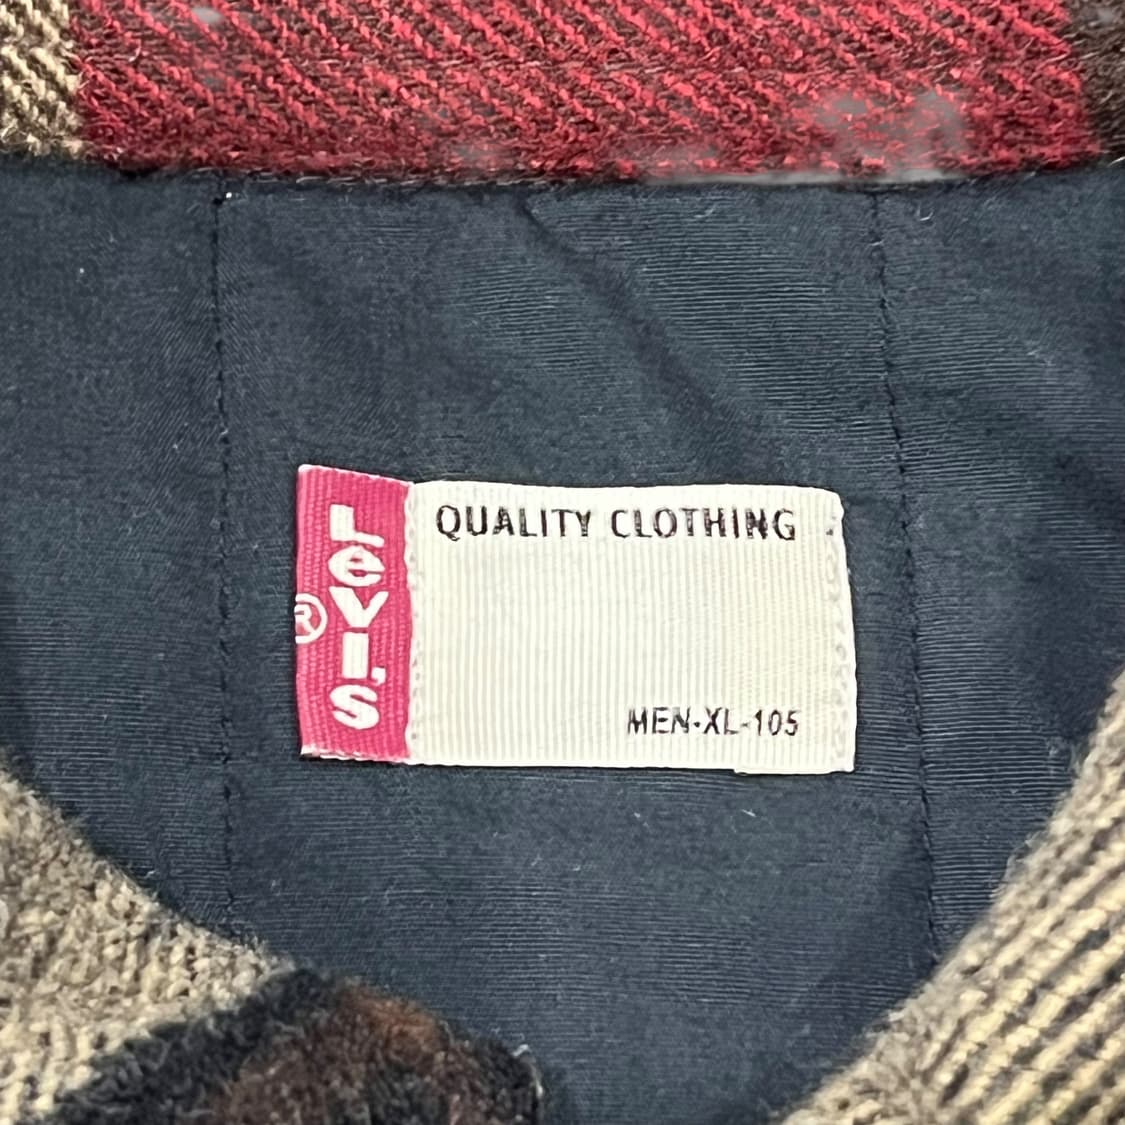 Levi's
®
QUALITY CLOTHING
MEN-XL-105